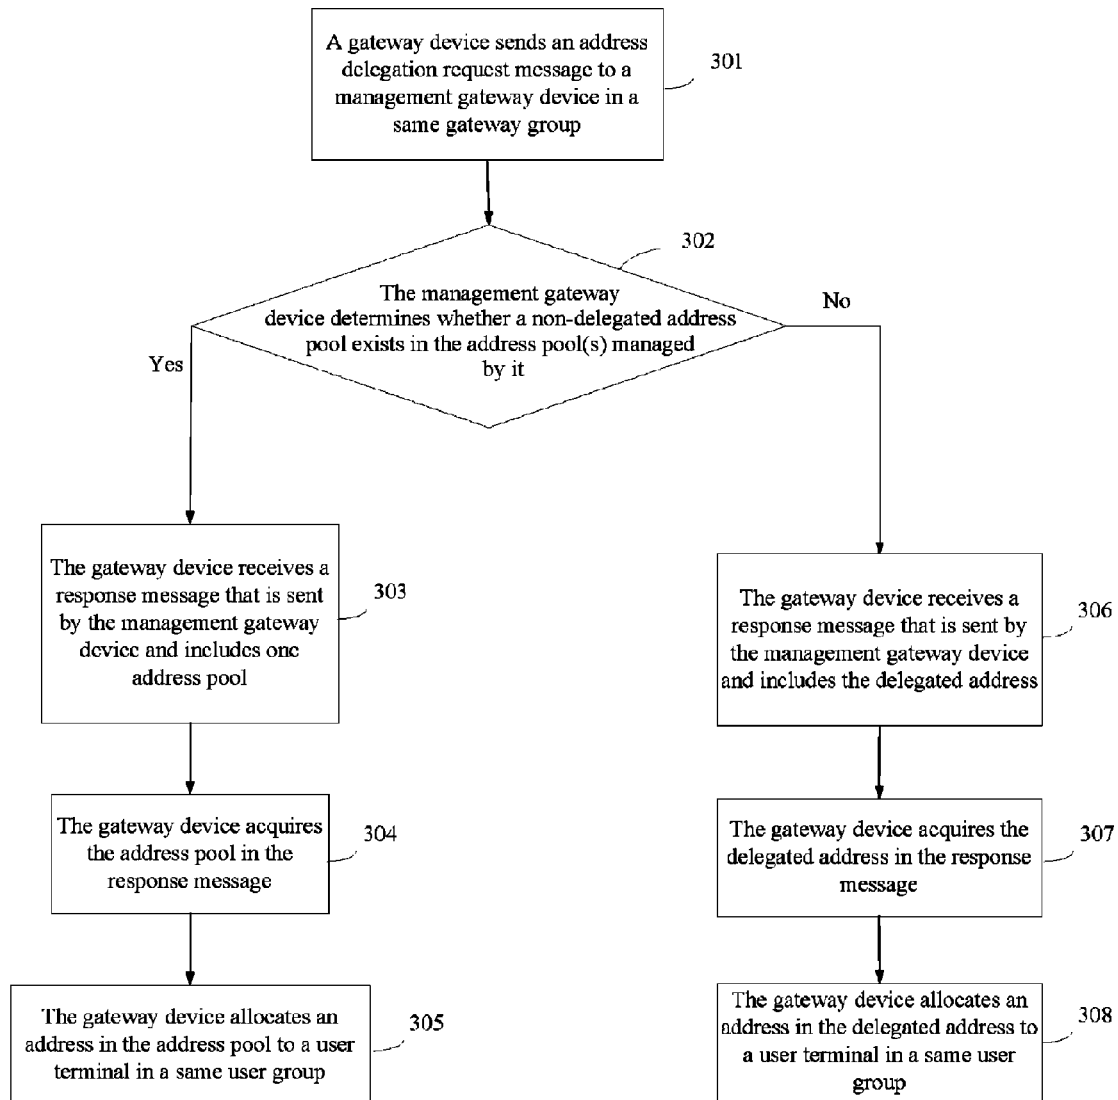 A gateway device sends an address
delegation request message to a
management gateway device in a
same gateway group
301
302
The management gateway
device determines whether a non-delegated address
pool exists in the address pool(s) managed
by it
Yes
No
The gateway device receives a
response message that is sent
by the management gateway
device and includes one
address pool
303
The gateway device receives a
response message that is sent by
the management gateway device
and includes the delegated address
306
The gateway device acquires
the address pool in the
response message
304
The gateway device acquires the
delegated address in the response
message
307
The gateway device allocates an
address in the address pool to a user
terminal in a same user group
305
The gateway device allocates an
address in the delegated address to
a user terminal in a same user
group
308